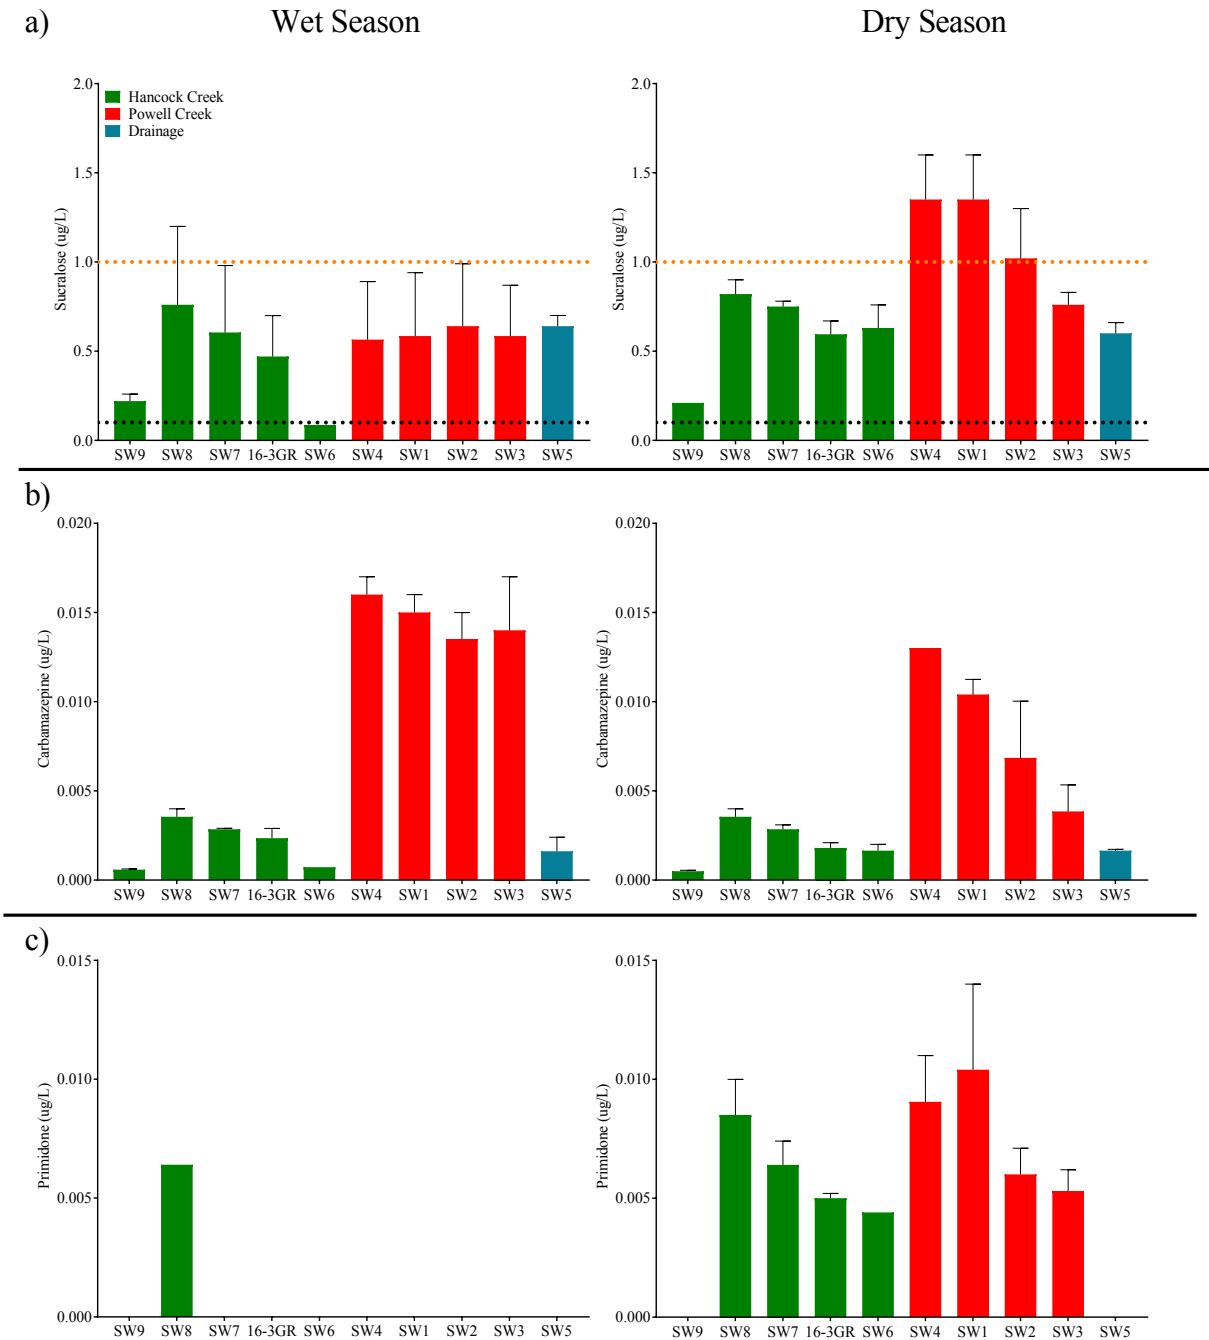 a) Wet Season Dry Season
2.0 2.0
Hancock Creek
Powell Creek
Drainage
1.5 1.5
Sucralose (ug/L) Sucralose (ug/L)
1.0 1.0
0.5 0.5
0.0 0.0
SW9 SW8 SW7 16-3GR SW6 SW4 SW1 SW2 SW3 SW5 SW9 SW8 SW7 16-3GR SW6 SW4 SW1 SW2 SW3 SW5
b)
0.020 0.020
0.015 0.015
Carbamazepine (ug/L) Carbamazepine (ug/L)
0.010 0.010
0.005 0.005
0.000 0.000
SW9 SW8 SW7 16-3GR SW6 SW4 SW1 SW2 SW3 SW5 SW9 SW8 SW7 16-3GR SW6 SW4 SW1 SW2 SW3 SW5
c)
0.015 0.015
0.010 0.010
Primidone (ug/L) Primidone (ug/L)
0.005 0.005
0.000 0.000
SW9 SW8 SW7 16-3GR SW6 SW4 SW1 SW2 SW3 SW5 SW9 SW8 SW7 16-3GR SW6 SW4 SW1 SW2 SW3 SW5